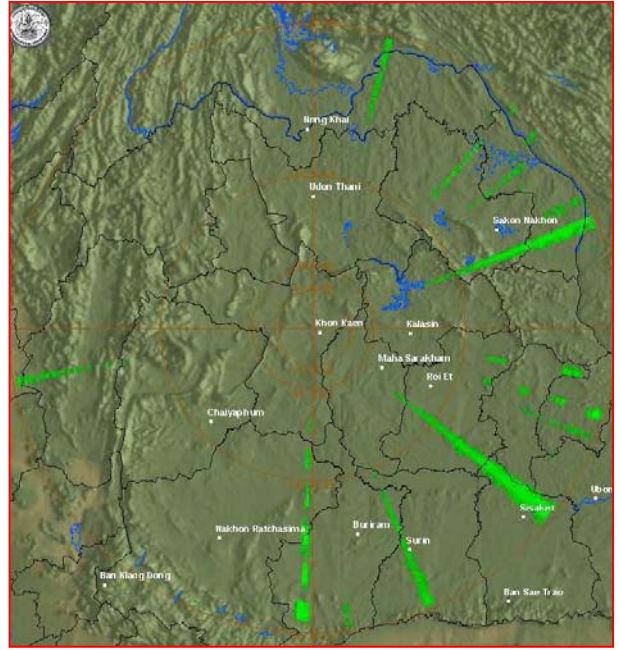 Nong Khai
Udon Thani
Sakon Nakhon
Khon Kaen
Kalasin
Maha Sarakham
Roi Et
Chaiyaphum
Ubon
Sisaket
Nakhon Ratchasima
Buriram
Surin
Ban Klang Dong
Ban Sae Trao